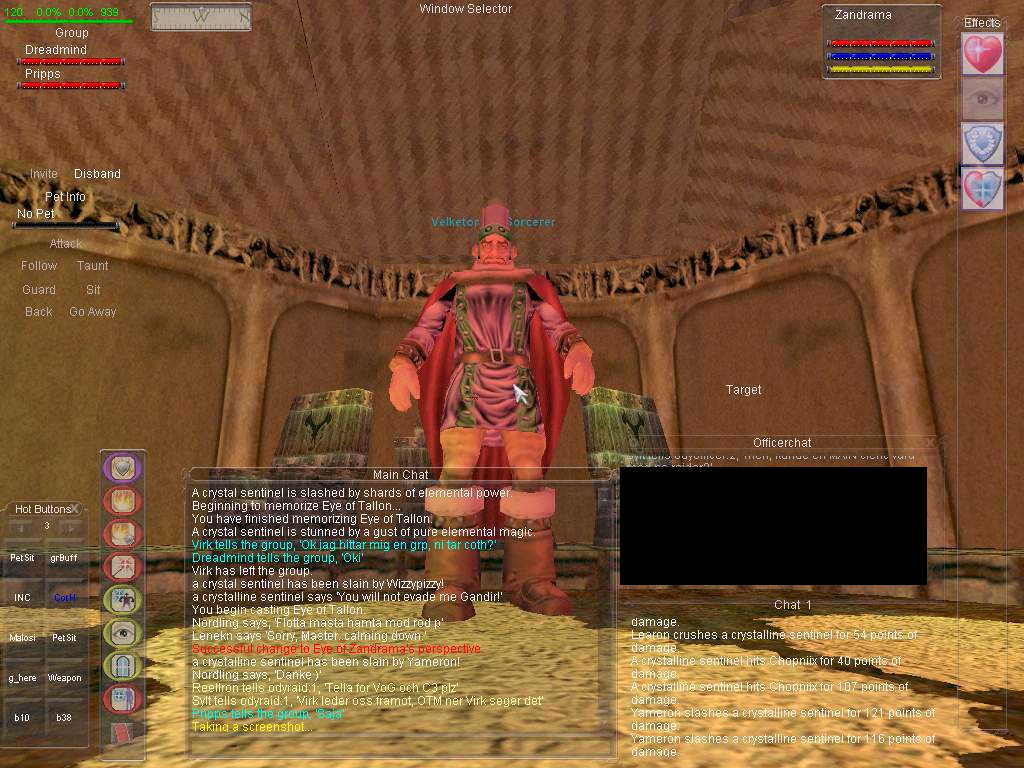 120 0.0% 0.0% 939
Window Selector
Zandrama
Effects
S W N
Group
Dreadmind
Pripps
Invite Disband
Pet Info
No Pet
Attack
Follow Taunt
Guard Sit
Back Go Away
Velketor Sorcerer
Target
Officerchat
Main Chat
A crystal sentinel is slashed by shards of elemental power.
Beginning to memorize Eye of Tallon...
You have finished memorizing Eye of Tallon.
A crystal sentinel is stunned by a gust of pure elemental magic.
Virk tells the group, 'Ok jag hittar mig en grp, ni tar coth?'
Dreadmind tells the group, 'Oki'
Virk has left the group.
a crystal sentinel has been slain by Wizzypizzy!
a crystalline sentinel says 'You will not evade me Gandir!'
You begin casting Eye of Tallon.
Nordling says, 'Flotta masta hamta mod rod p'
Lenekn says 'Sorry, Master..calming down.'
Successful change to Eye of Zandrama's perspective
a crystalline sentinel has been slain by Yameron!
Nordling says, 'Danke )'
Reellron tells odyraid:1, 'Tella for VoG och C3 plz'
Svit tells odyraid:1, 'Virk leder oss framot, OTM ner Virk seger det'
Pripps tells the group, 'Bara'
Taking a screenshot...
Hot Buttons
3
Pet Sit grBuff
INC CotH
Malosi Pet Sit
g_here Weapon
b10 b38
Chat 1
damage.
Learon crushes a crystalline sentinel for 54 points of
damage.
A crystalline sentinel hits Chopniix for 40 points of
damage.
A crystalline sentinel hits Chopniix for 107 points of
damage.
Yameron slashes a crystalline sentinel for 121 points of
damage.
Yameron slashes a crystalline sentinel for 116 points of
damage.